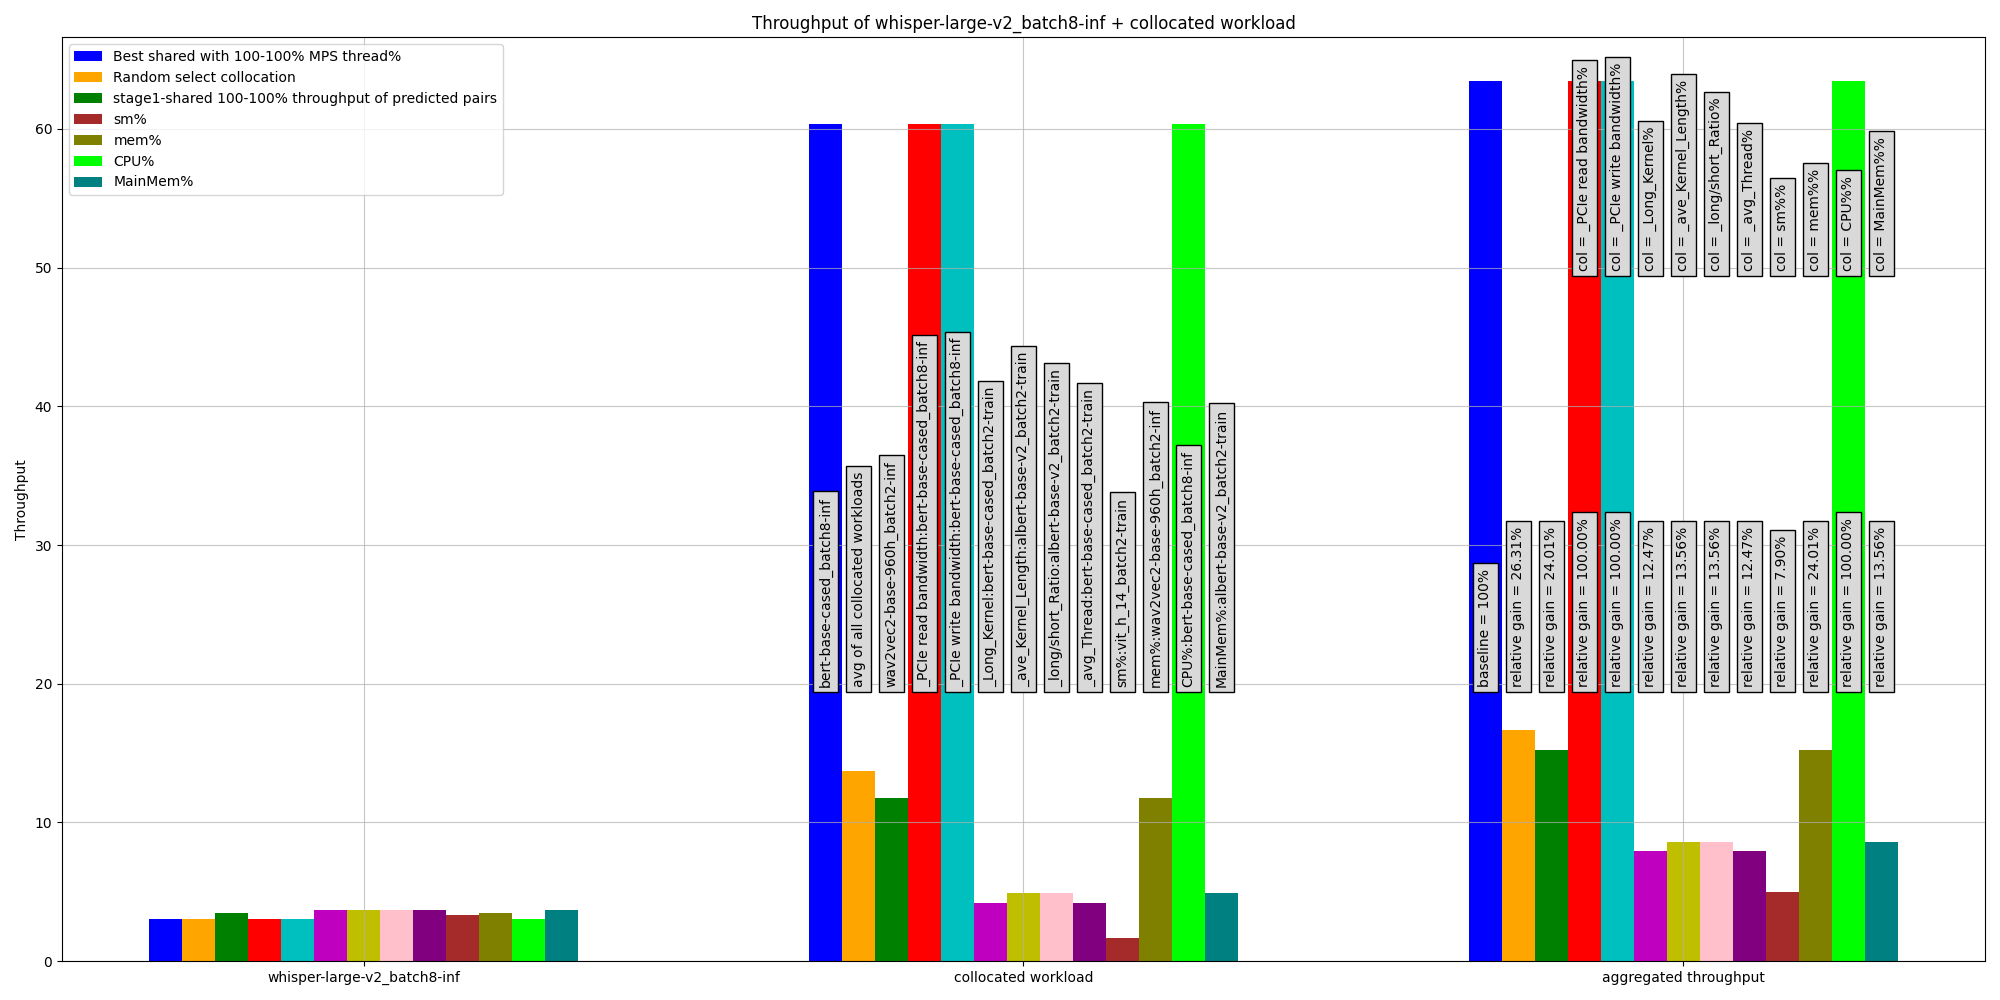 Throughput of whisper-large-v2_batch8-inf + collocated workload
Best shared with 100-100% MPS thread%
Random select collocation
stage1-shared 100-100% throughput of predicted pairs
sm%
mem%
CPU%
MainMem%
Throughput
60
50
40
30
20
10
0
bert-base-cased_batch8-inf
avg of all collocated workloads
wav2vec2-base-960h_batch2-inf
_PCIe read bandwidth:bert-base-cased_batch8-inf
_PCIe write bandwidth:bert-base-cased_batch8-inf
_Long_Kernel:bert-base-cased_batch2-train
_ave_Kernel_Length:albert-base-v2_batch2-train
_long/short_Ratio:albert-base-v2_batch2-train
_avg_Thread:bert-base-cased_batch2-train
sm%:vit_h_14_batch2-train
mem%:wav2vec2-base-960h_batch2-inf
CPU%:bert-base-cased_batch8-inf
MainMem%:albert-base-v2_batch2-train
col = _PCIe read bandwidth%
col = _PCIe write bandwidth%
col = _Long_Kernel%
col = _ave_Kernel_Length%
col = _long/short_Ratio%
col = _avg_Thread%
col = sm%%
col = mem%%
col = CPU%%
col = MainMem%%
baseline = 100%
relative gain = 26.31%
relative gain = 24.01%
relative gain = 100.00%
relative gain = 100.00%
relative gain = 12.47%
relative gain = 13.56%
relative gain = 13.56%
relative gain = 12.47%
relative gain = 7.90%
relative gain = 24.01%
relative gain = 100.00%
relative gain = 13.56%
whisper-large-v2_batch8-inf
collocated workload
aggregated throughput